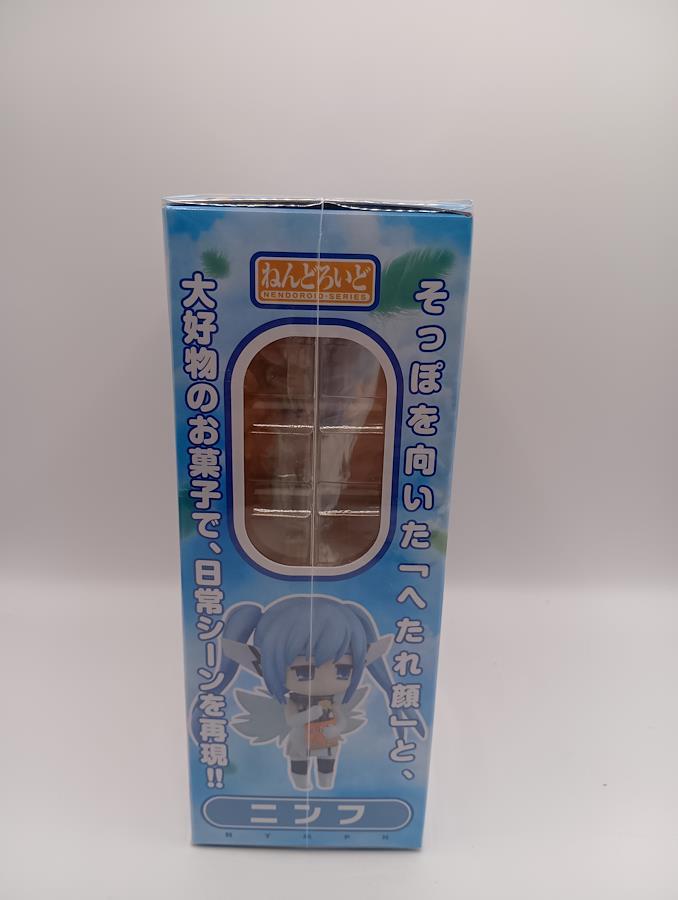 ねんどろいど
NENDOROID-SERIES
そっぽを向いた「へたれ顔」と、
大好物のお菓子で、日常シーンを再現!!
ニンフ
NYMPH